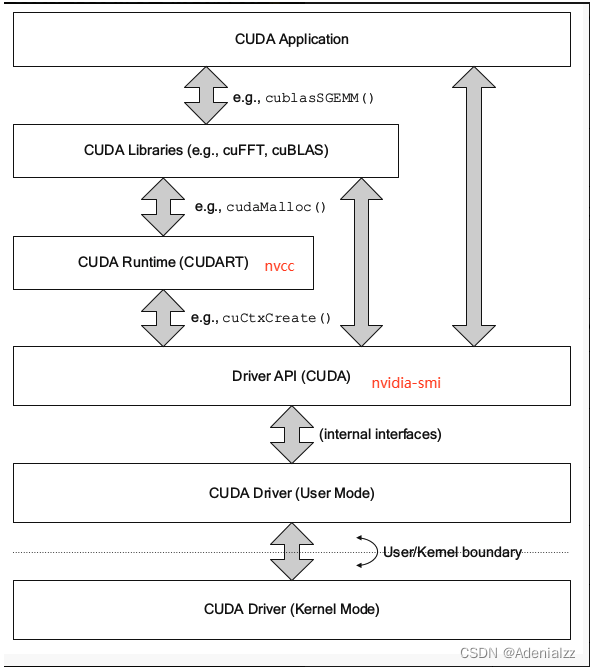 CUDA Application
e.g., cublasSGEMM()
CUDA Libraries (e.g., cuFFT, cuBLAS)
e.g., cudaMalloc()
CUDA Runtime (CUDART) nvcc
e.g., cuCtxCreate()
Driver API (CUDA) nvidia-smi
(internal interfaces)
CUDA Driver (User Mode)
User/Kernel boundary
CUDA Driver (Kernel Mode)
CSDN @Adenialzz